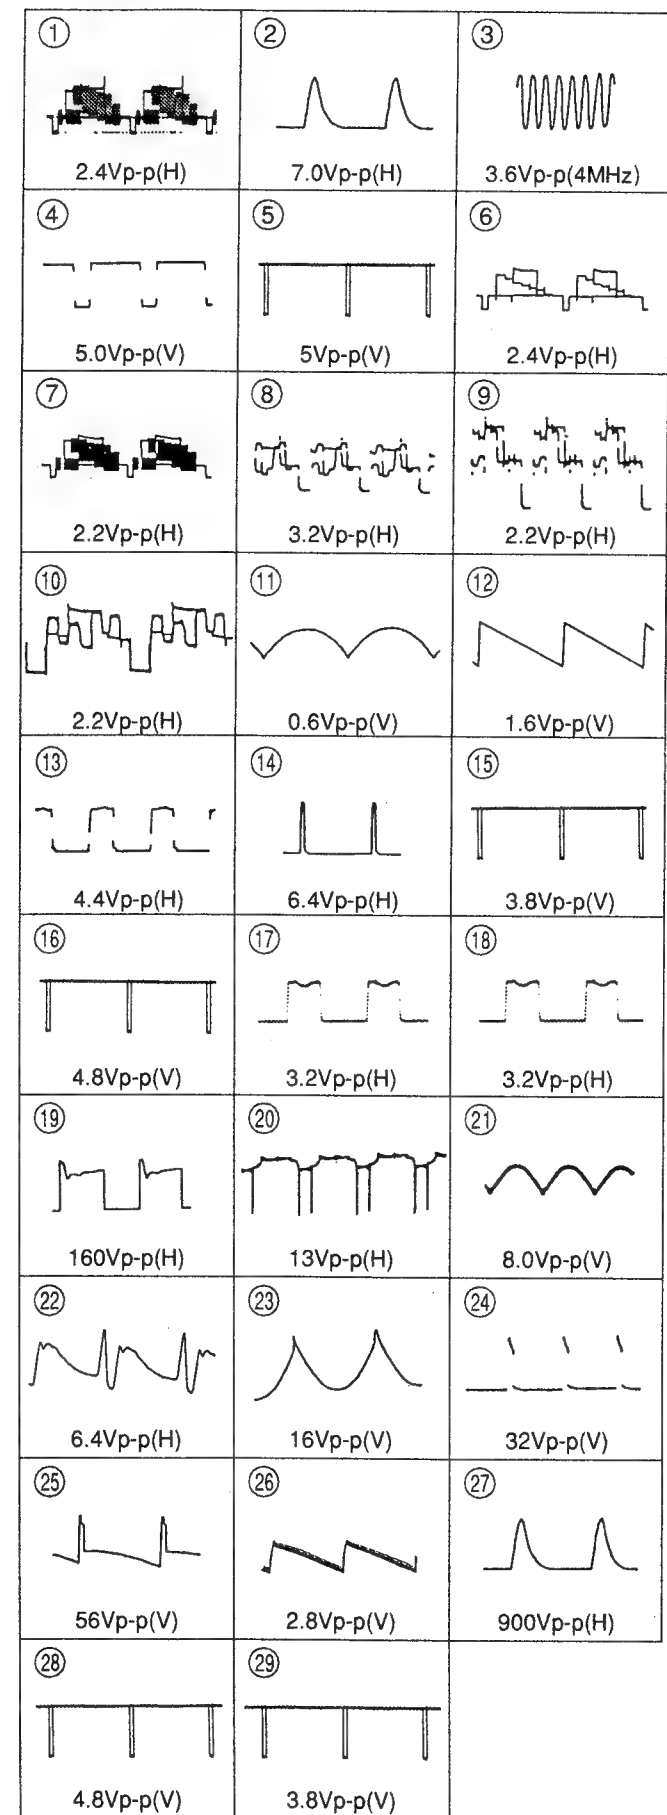 ①
2.4Vp-p(H)
②
7.0Vp-p(H)
③
3.6Vp-p(4MHz)
④
5.0Vp-p(V)
⑤
5Vp-p(V)
⑥
2.4Vp-p(H)
⑦
2.2Vp-p(H)
⑧
3.2Vp-p(H)
⑨
2.2Vp-p(H)
⑩
2.2Vp-p(H)
⑪
0.6Vp-p(V)
⑫
1.6Vp-p(V)
⑬
4.4Vp-p(H)
⑭
6.4Vp-p(H)
⑮
3.8Vp-p(V)
⑯
4.8Vp-p(V)
⑰
3.2Vp-p(H)
⑱
3.2Vp-p(H)
⑲
160Vp-p(H)
⑳
13Vp-p(H)
㉑
8.0Vp-p(V)
㉒
6.4Vp-p(H)
㉓
16Vp-p(V)
㉔
32Vp-p(V)
㉕
56Vp-p(V)
㉖
2.8Vp-p(V)
㉗
900Vp-p(H)
㉘
4.8Vp-p(V)
㉙
3.8Vp-p(V)